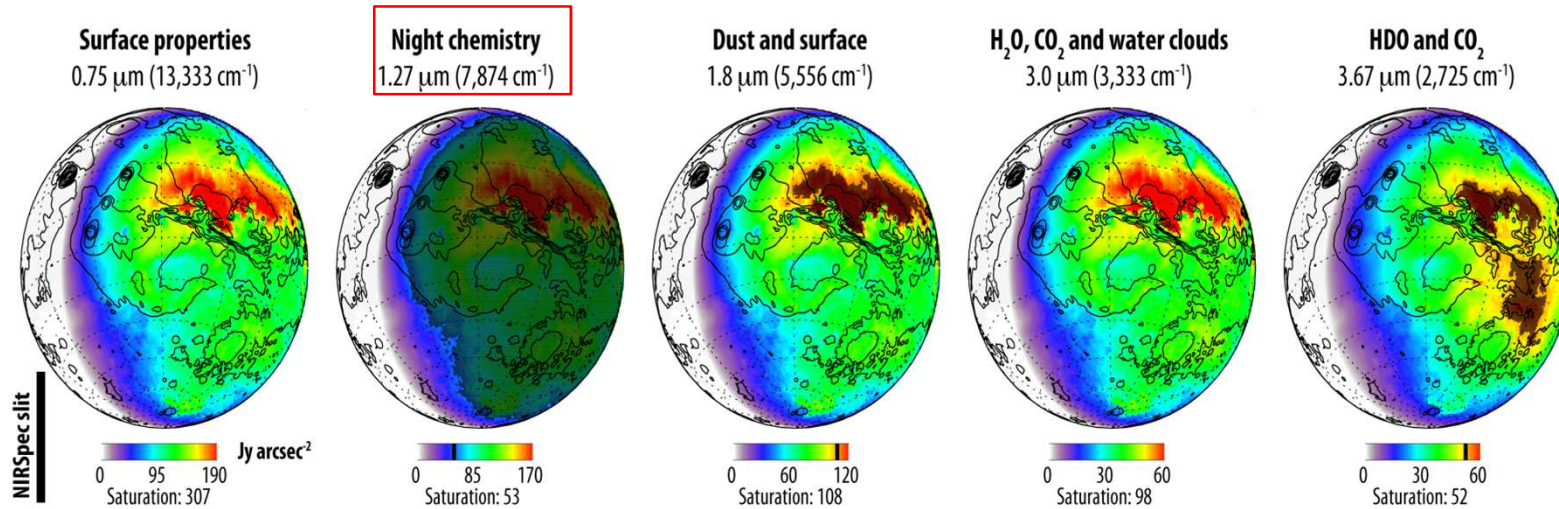 Surface properties
0.75 μm (13,333 cm⁻¹)
Night chemistry
1.27 μm (7,874 cm⁻¹)
Dust and surface
1.8 μm (5,556 cm⁻¹)
H₂O, CO₂ and water clouds
3.0 μm (3,333 cm⁻¹)
HDO and CO₂
3.67 μm (2,725 cm⁻¹)
NIRSpec slit
Jy arcsec⁻²
0 95 190
Saturation: 307
0 85 170
Saturation: 53
0 60 120
Saturation: 108
0 30 60
Saturation: 98
0 30 60
Saturation: 52